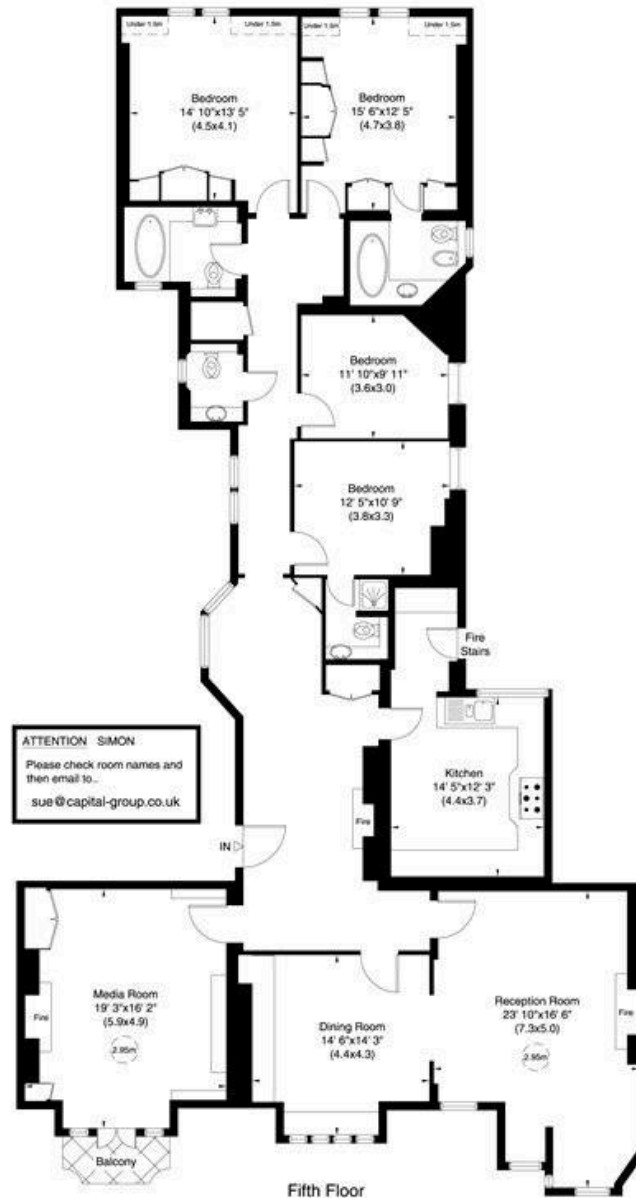 Under 1.5m
Under 1.5m
Under 1.5m
Under 1.5m
Bedroom
14' 10"x13' 5"
(4.5x4.1)
Bedroom
15' 6"x12' 5"
(4.7x3.8)
Bedroom
11' 10"x9' 11"
(3.6x3.0)
Bedroom
12' 5"x10' 9"
(3.8x3.3)
Fire
Stairs
ATTENTION SIMON
Please check room names and
then email to..
sue@capital-group.co.uk
Kitchen
14' 5"x12' 3"
(4.4x3.7)
Fire
IN
Media Room
19' 3"x16' 2"
(5.9x4.9)
Fire
2.95m
Dining Room
14' 6"x14' 3"
(4.4x4.3)
Reception Room
23' 10"x16' 6"
(7.3x5.0)
Fire
2.95m
Balcony
Fifth Floor